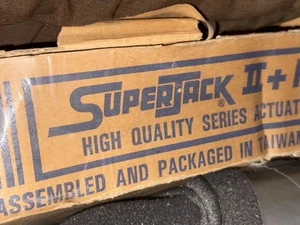 SUPERJACK® II +
HIGH QUALITY SERIES
ASSEMBLED AND PACKAGED IN TAIWAN